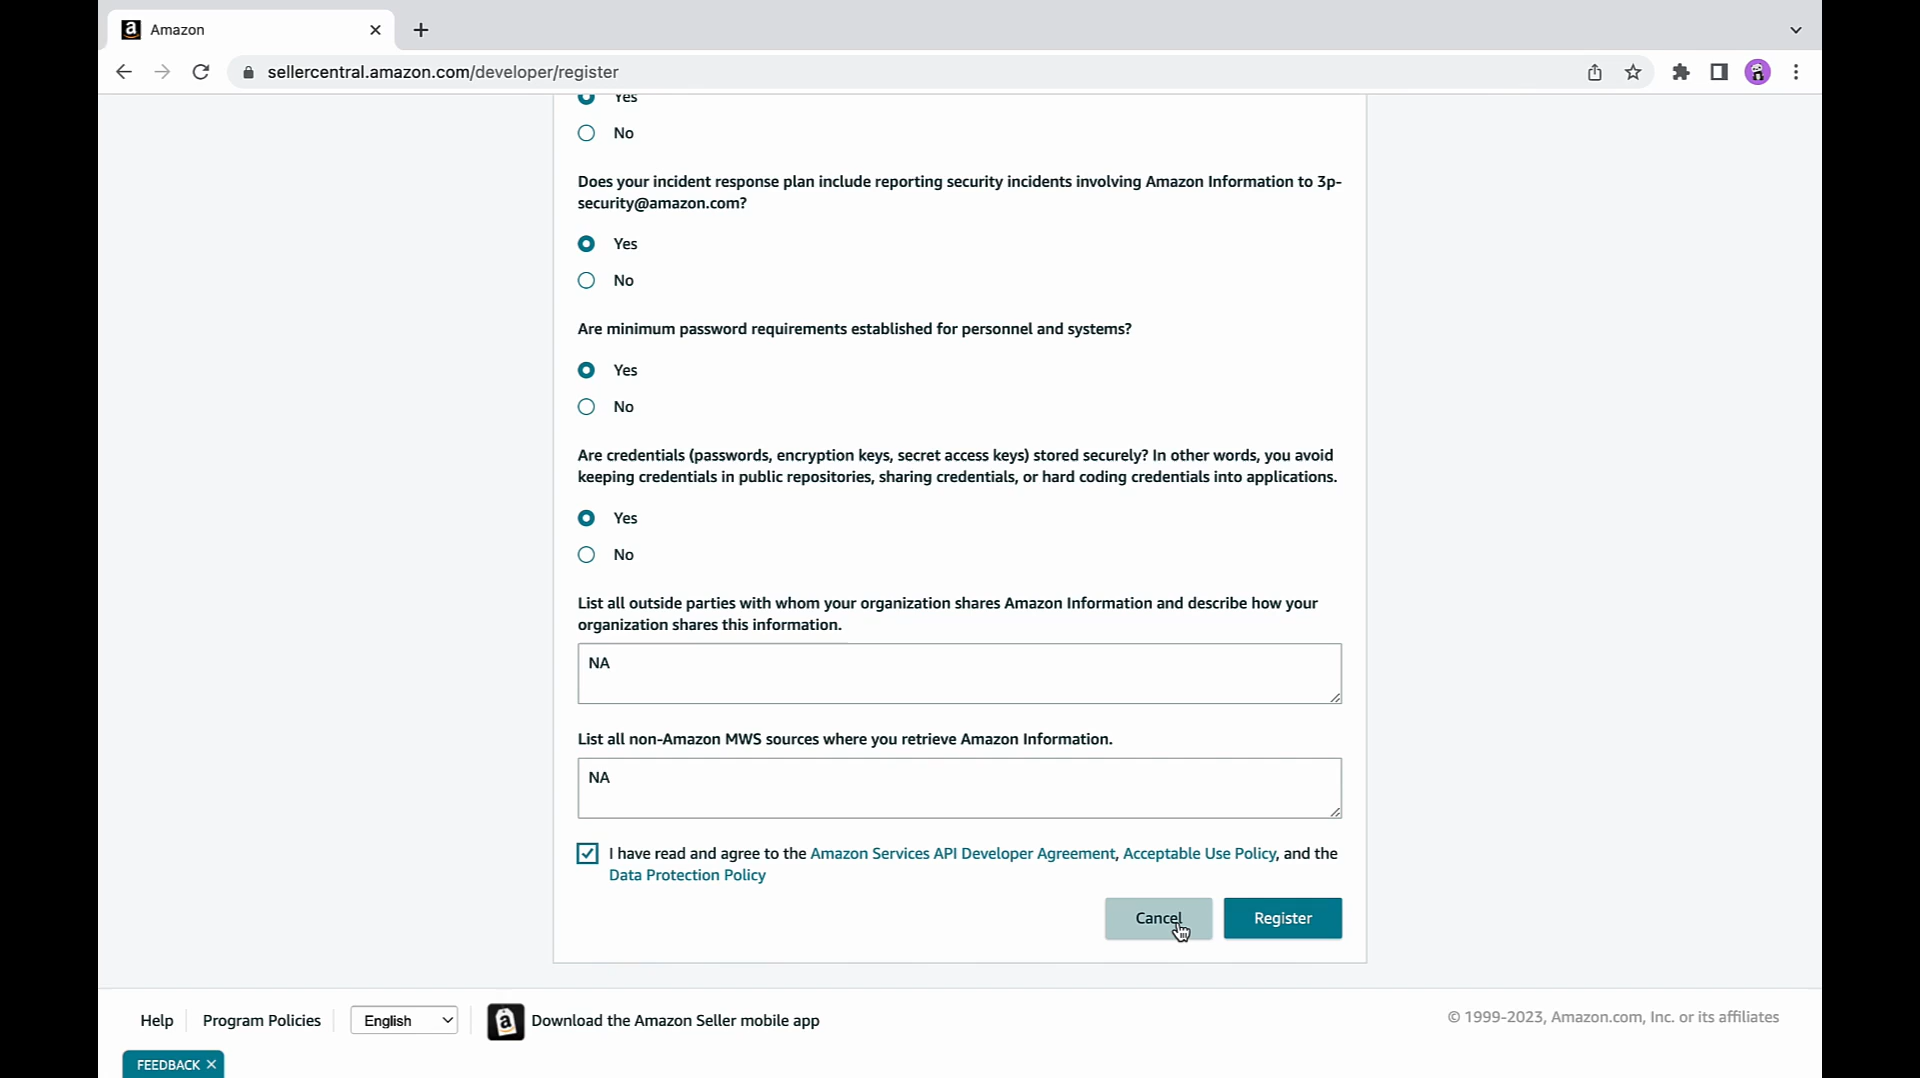 Amazon
sellercentral.amazon.com/developer/register
Yes
No
Does your incident response plan include reporting security incidents involving Amazon Information to 3p-
security@amazon.com?
Yes
No
Are minimum password requirements established for personnel and systems?
Yes
No
Are credentials (passwords, encryption keys, secret access keys) stored securely? In other words, you avoid
keeping credentials in public repositories, sharing credentials, or hard coding credentials into applications.
Yes
No
List all outside parties with whom your organization shares Amazon Information and describe how your
organization shares this information.
NA
List all non-Amazon MWS sources where you retrieve Amazon Information.
NA
I have read and agree to the Amazon Services API Developer Agreement, Acceptable Use Policy, and the
Data Protection Policy
Cancel Register
Help Program Policies English Download the Amazon Seller mobile app © 1999-2023, Amazon.com, Inc. or its affiliates
FEEDBACK